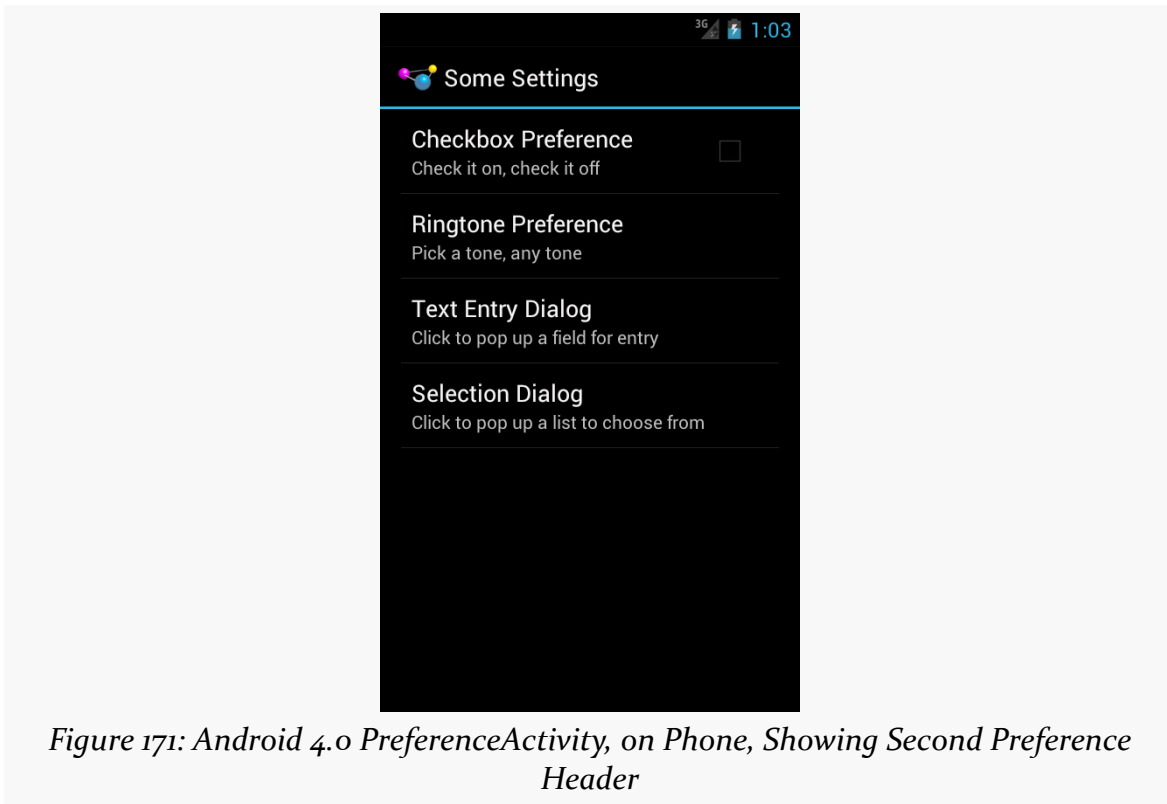 3G 1:03
Some Settings
Checkbox Preference
Check it on, check it off
Ringtone Preference
Pick a tone, any tone
Text Entry Dialog
Click to pop up a field for entry
Selection Dialog
Click to pop up a list to choose from
Figure 171: Android 4.0 PreferenceActivity, on Phone, Showing Second Preference
Header